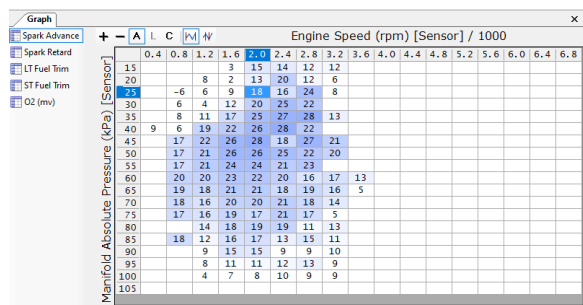 Graph ×
Spark Advance
Spark Retard
LT Fuel Trim
ST Fuel Trim
O2 (mv)
+ − A L C Engine Speed (rpm) [Sensor] / 1000
Manifold Absolute Pressure (kPa) [Sensor]
0.4 0.8 1.2 1.6 2.0 2.4 2.8 3.2 3.6 4.0 4.4 4.8 5.2 5.6 6.0 6.4 6.8
15 3 15 14 12 12
20 8 2 13 20 12 6
25 -6 6 9 18 16 24 8
30 6 4 12 20 25 22
35 8 11 17 25 27 28 13
40 9 6 19 22 26 28 22
45 17 22 26 28 18 27 21
50 17 21 26 26 25 22 20
55 17 21 24 24 21 23
60 20 20 23 22 20 16 17 13
65 19 18 21 21 18 19 16 5
70 18 16 20 20 21 18 14
75 17 16 19 17 21 17 5
80 14 18 19 19 11 13
85 18 12 16 17 13 15 11
90 9 15 15 9 9 10
95 8 11 11 12 13 9
100 4 7 8 10 9 9
105